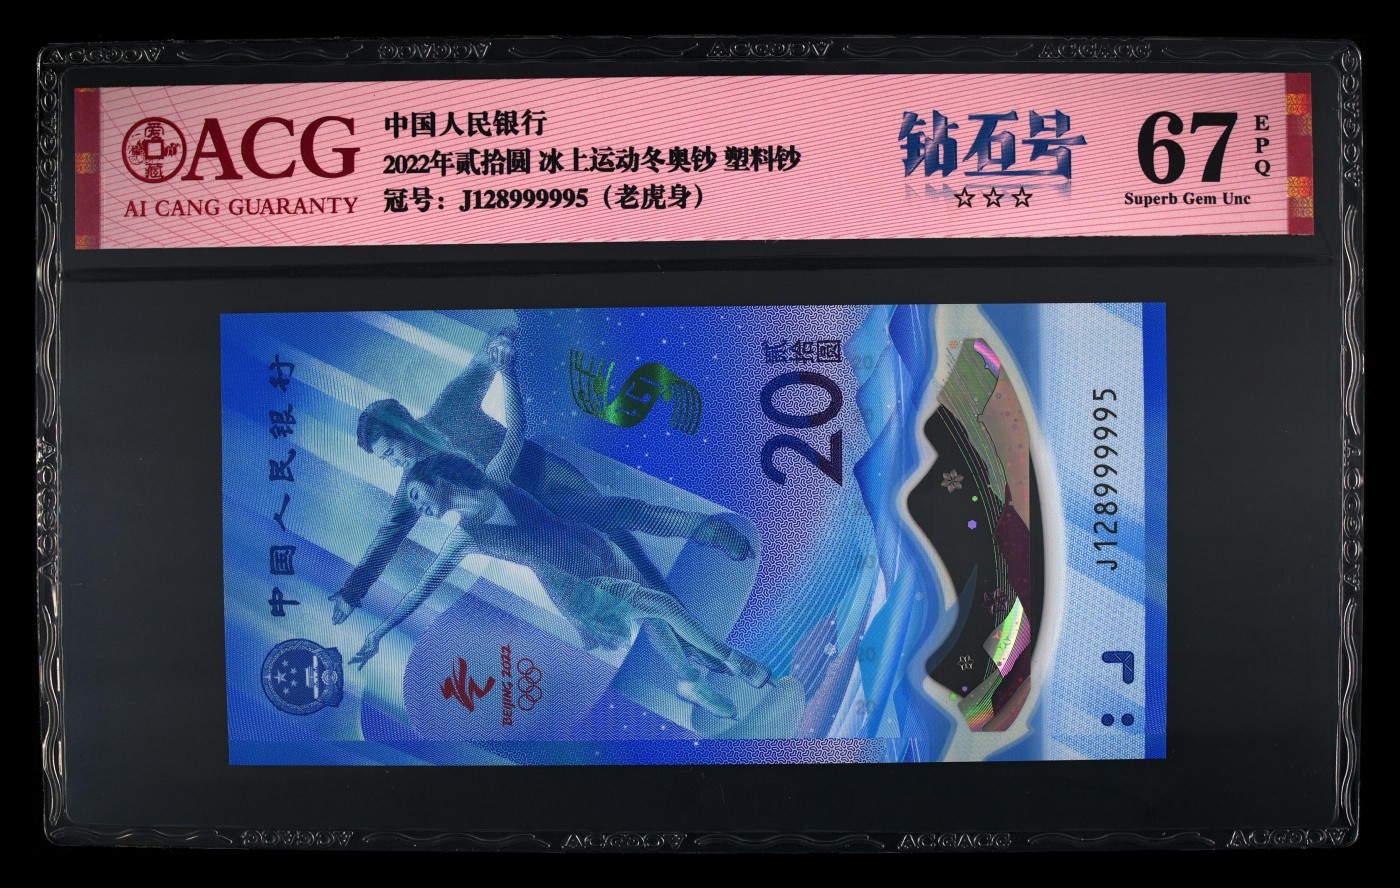 ACG
AI CANG GUARANTY
中国人民银行
2022年贰拾圆 冰上运动冬奥钞 塑料钞
冠号：J128999995（老虎身）
钻石号
☆☆☆
67
EPQ
Superb Gem Unc
中国人民银行
贰拾圆
20
BEIJING 2022
J128999995